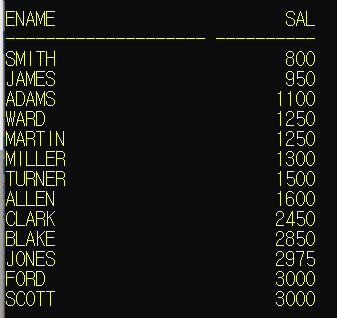 ENAME SAL
-------------------- ----------
SMITH 800
JAMES 950
ADAMS 1100
WARD 1250
MARTIN 1250
MILLER 1300
TURNER 1500
ALLEN 1600
CLARK 2450
BLAKE 2850
JONES 2975
FORD 3000
SCOTT 3000